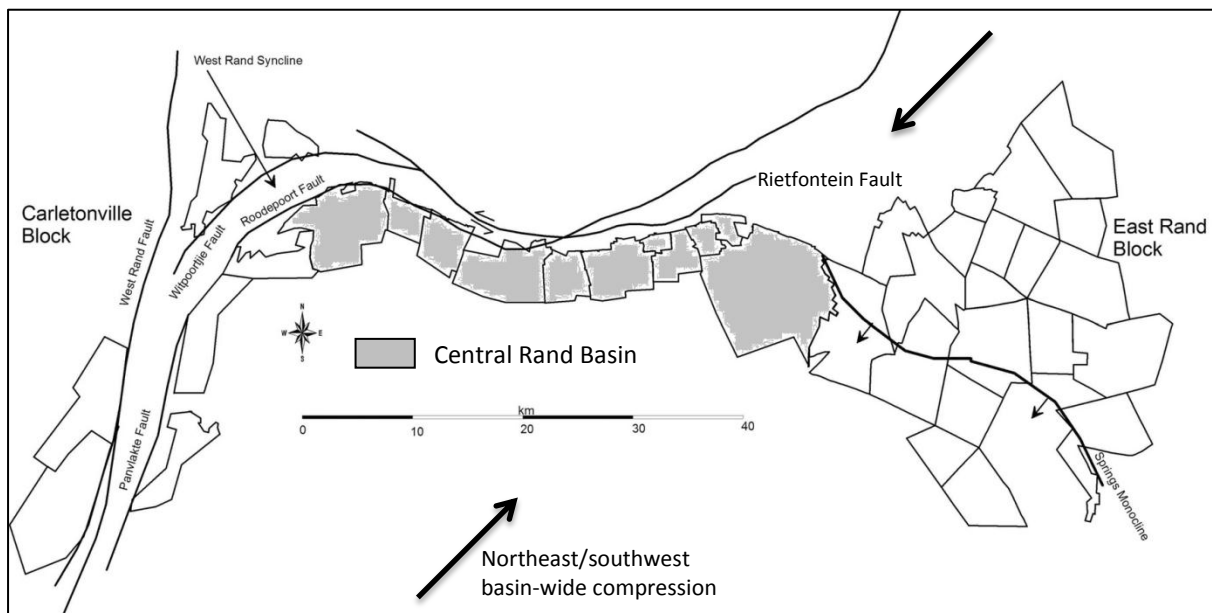 West Rand Syncline
Rietfontein Fault
Roodepoort Fault
Carletonville
Block
East Rand
Block
West Rand Fault
Witpoortjie Fault
N
W E
S
Central Rand Basin
km
0 10 20 30 40
Panvlakte Fault
Springs Monocline
Northeast/southwest
basin-wide compression